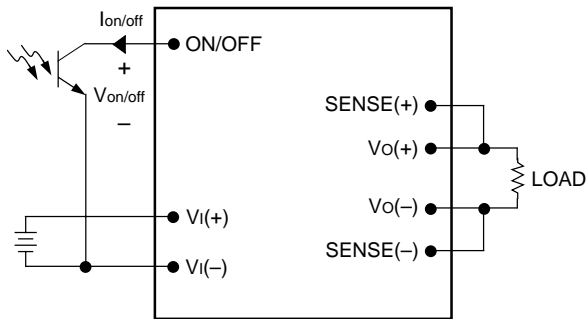 Ion/off
ON/OFF
+
Von/off
–
SENSE(+)
VO(+)
LOAD
VO(–)
VI(+)
SENSE(–)
VI(–)